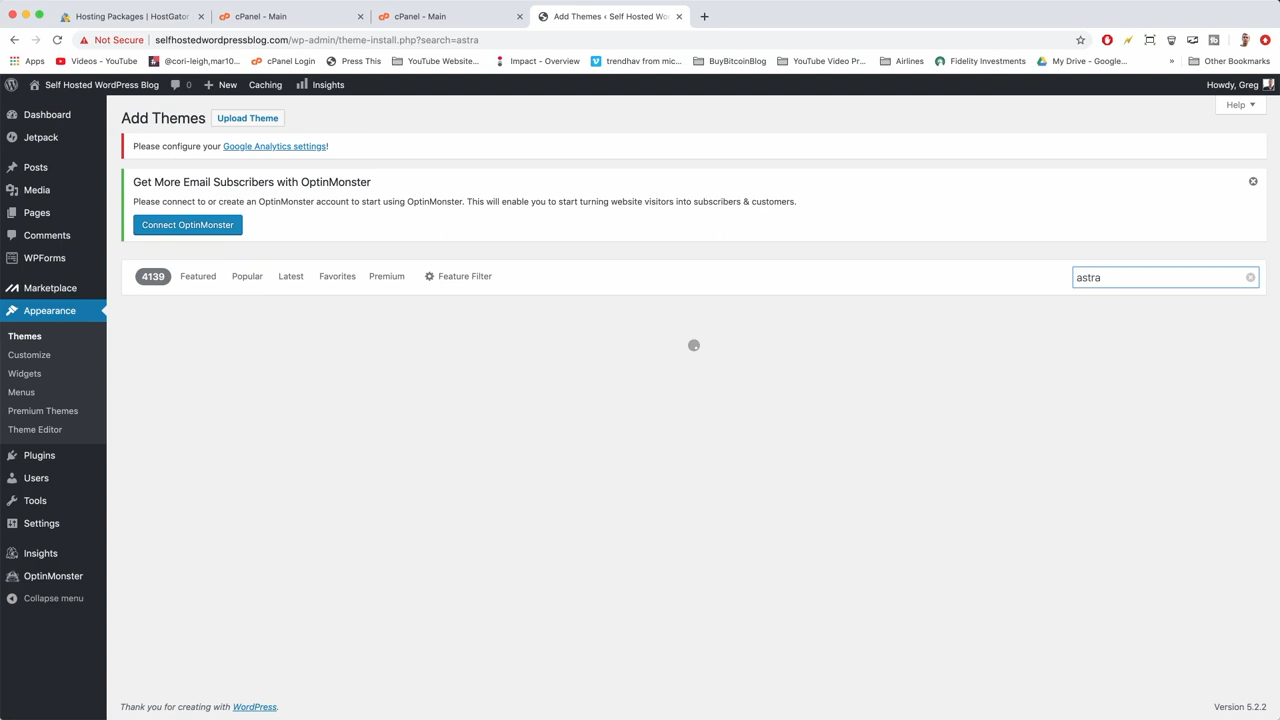 Hosting Packages | HostGator
cPanel - Main
cPanel - Main
Add Themes ‹ Self Hosted Wo
Not Secure
selfhostedwordpressblog.com/wp-admin/theme-install.php?search=astra
Apps
Videos - YouTube
@cori-leigh,mar10...
cPanel Login
Press This
YouTube Website...
Impact - Overview
trendhav from mic...
BuyBitcoinBlog
YouTube Video Pr...
Airlines
Fidelity Investments
My Drive - Google...
»
Other Bookmarks
Self Hosted WordPress Blog
0
New
Caching
Insights
Howdy, Greg
Dashboard
Jetpack
Posts
Media
Pages
Comments
WPForms
Marketplace
Appearance
Themes
Customize
Widgets
Menus
Premium Themes
Theme Editor
Plugins
Users
Tools
Settings
Insights
OptinMonster
Collapse menu
Help
Add Themes
Upload Theme
Please configure your Google Analytics settings!
Get More Email Subscribers with OptinMonster
Please connect to or create an OptinMonster account to start using OptinMonster. This will enable you to start turning website visitors into subscribers & customers.
Connect OptinMonster
4139
Featured
Popular
Latest
Favorites
Premium
Feature Filter
astra
Thank you for creating with WordPress.
Version 5.2.2